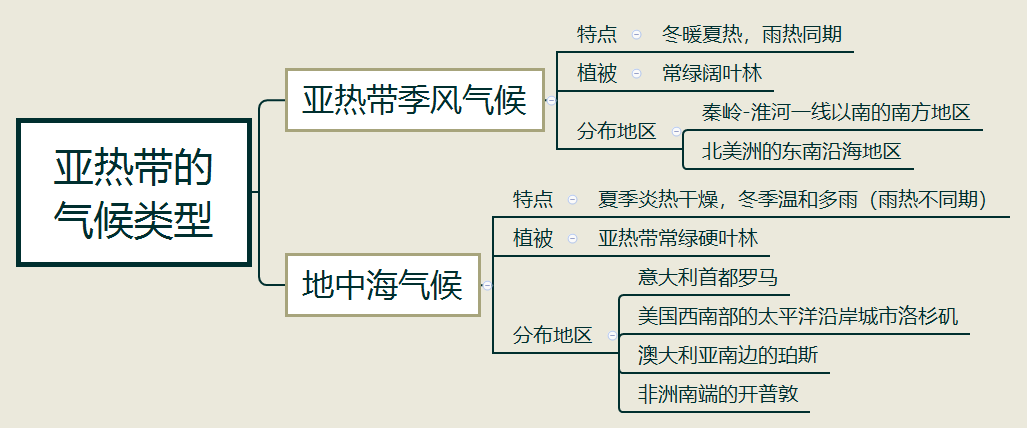 亚热带的
气候类型
亚热带季风气候
特点
冬暖夏热，雨热同期
植被
常绿阔叶林
分布地区
秦岭-淮河一线以南的南方地区
北美洲的东南沿海地区
地中海气候
特点
夏季炎热干燥，冬季温和多雨（雨热不同期）
植被
亚热带常绿硬叶林
分布地区
意大利首都罗马
美国西南部的太平洋沿岸城市洛杉矶
澳大利亚南边的珀斯
非洲南端的开普敦